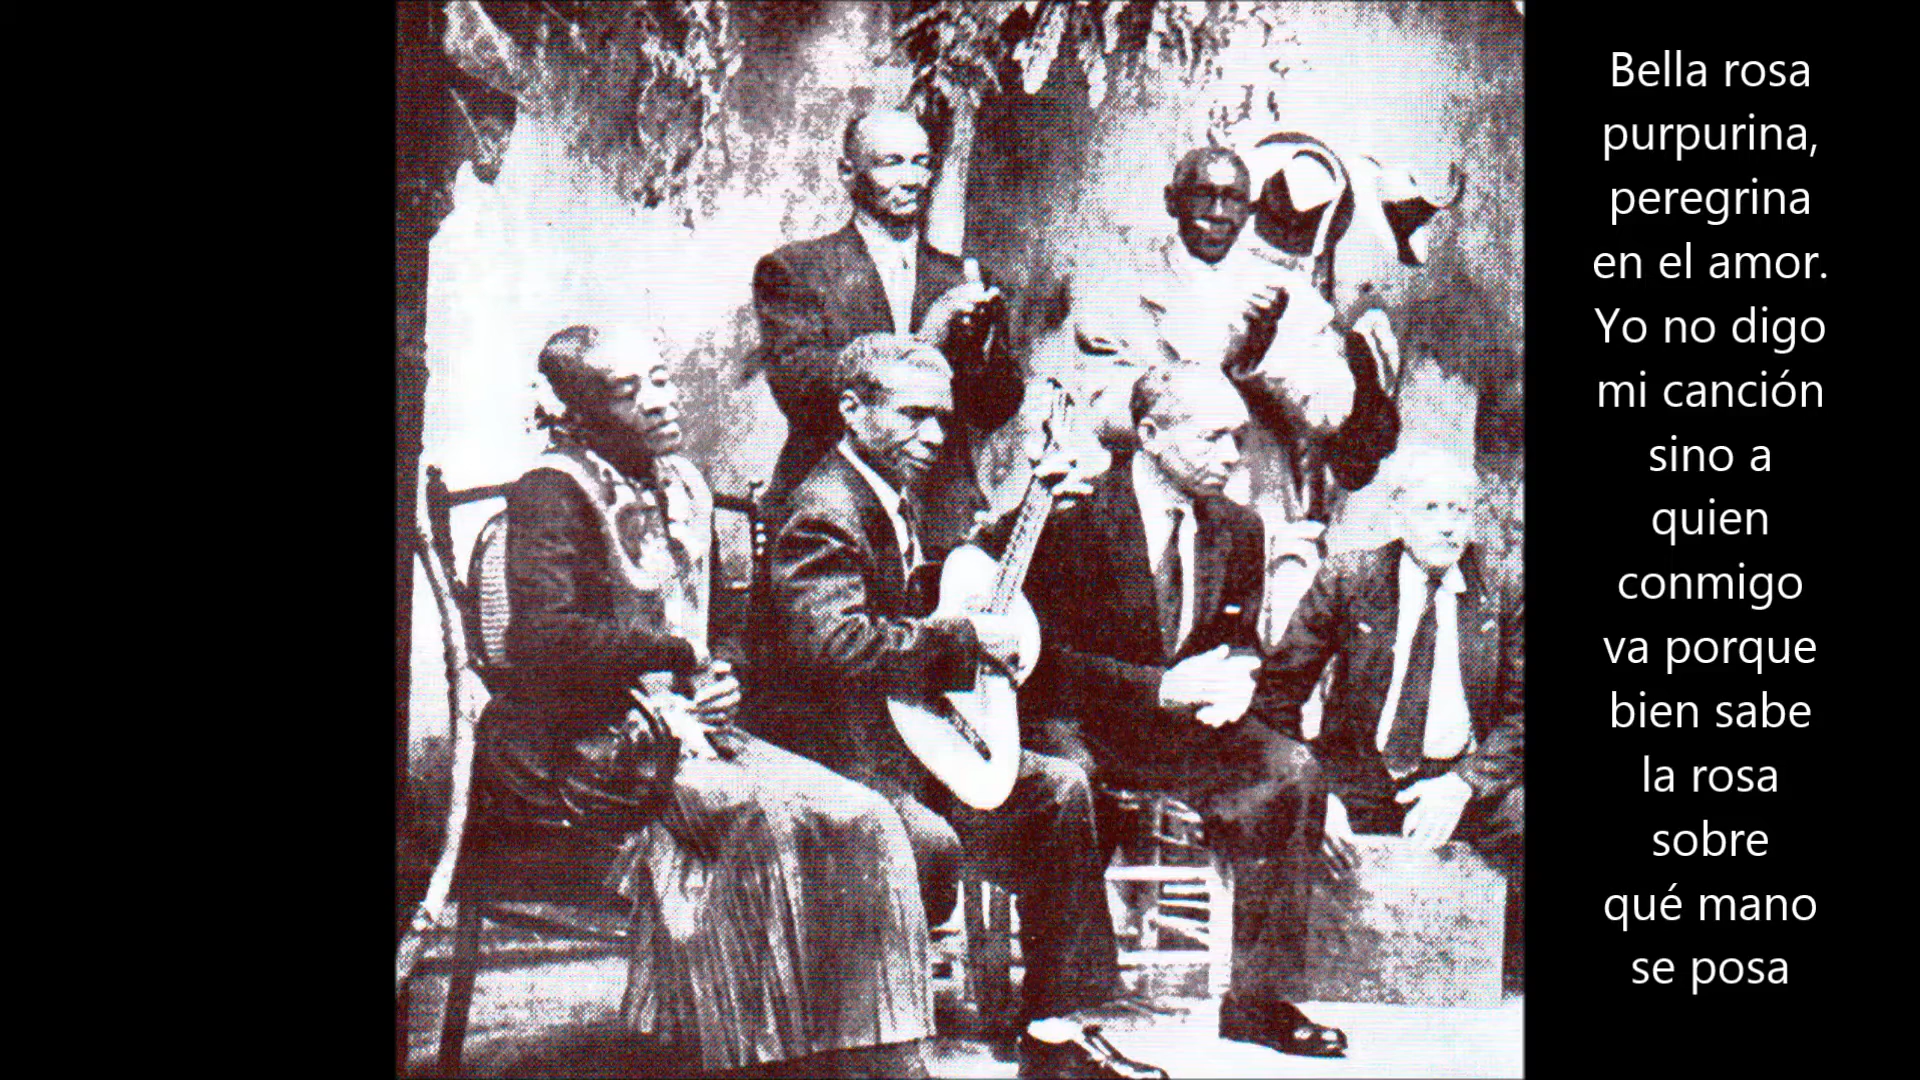 Bella rosa
purpurina,
peregrina
en el amor.
Yo no digo
mi canción
sino a
quien
conmigo
va porque
bien sabe
la rosa
sobre
qué mano
se posa